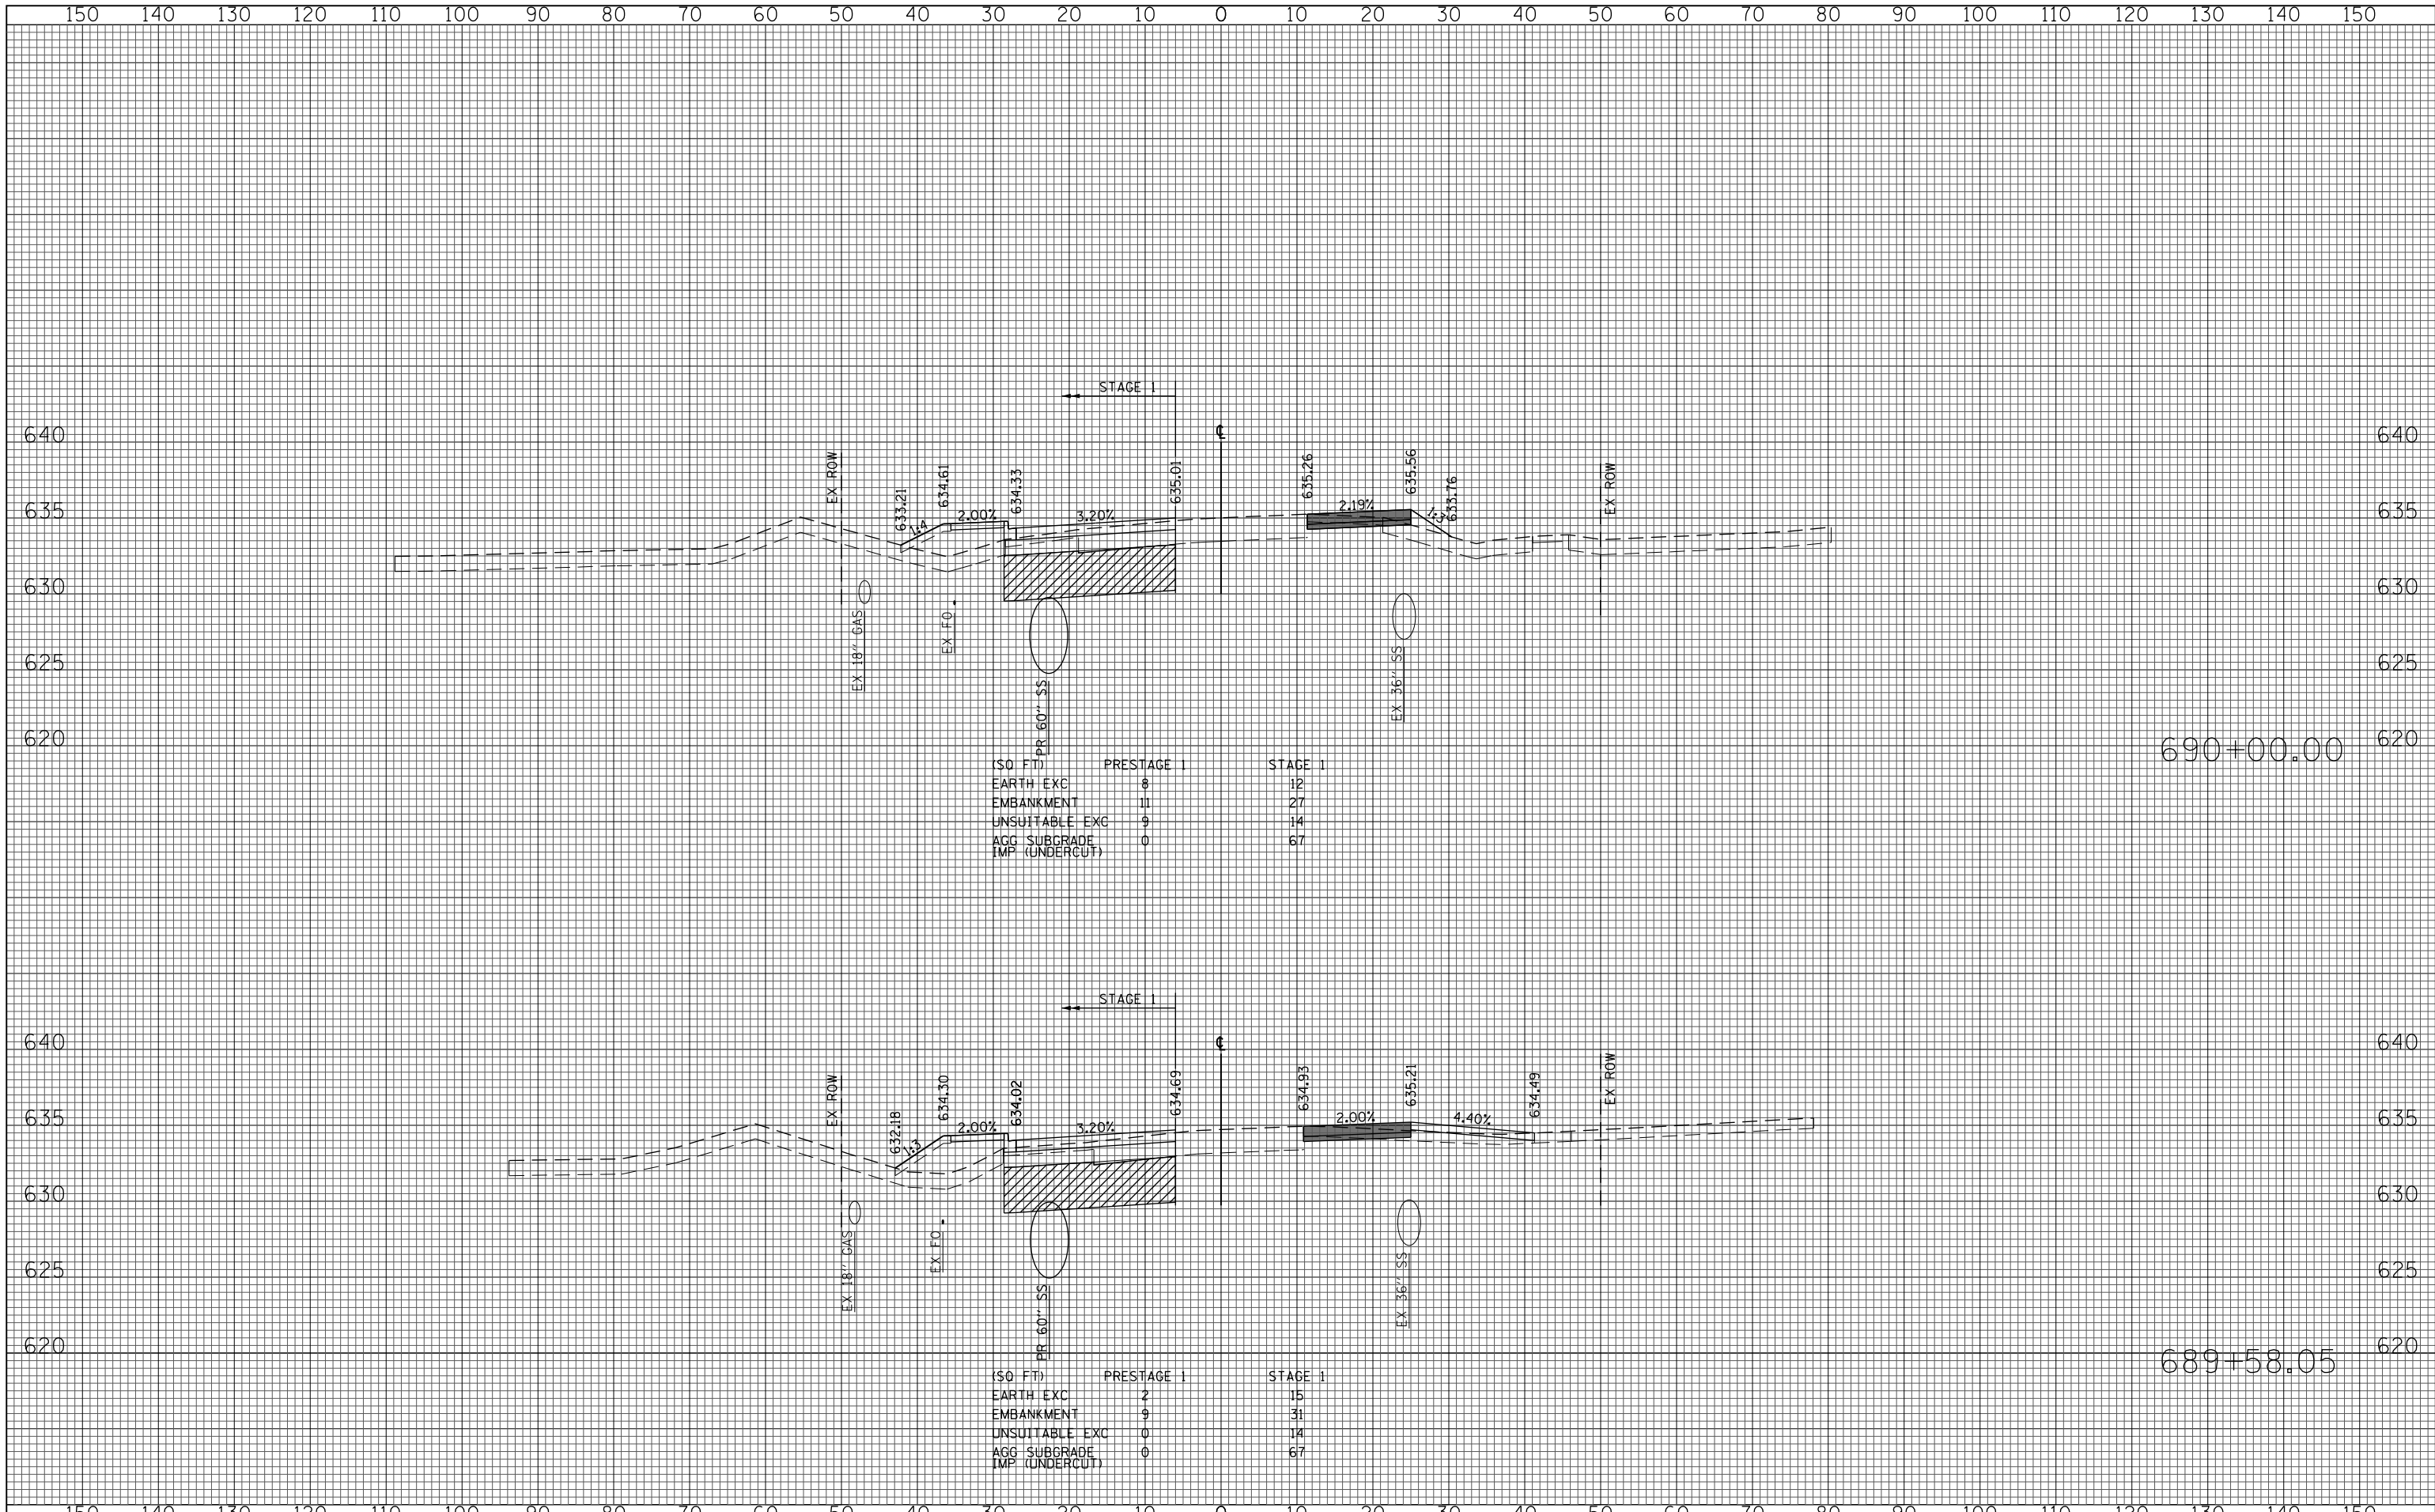 150 140 130 120 110 100 90 80 70 60 50 40 30 20 10 0 10 20 30 40 50 60 70 80 90 100 110 120 130 140 150
STAGE 1
640 ℄ 640
EX ROW 633.21 634.61 634.33 635.01 635.26 635.56 633.76 EX ROW
635 1:4 2.00% 3.20% 2.19% 1:3 635
630 630
EX 18" GAS EX FO PR 60" SS EX 36" SS
625 625
620 620
690+00.00
(SQ FT) PRESTAGE 1 STAGE 1
EARTH EXC 8 12
EMBANKMENT 11 27
UNSUITABLE EXC 9 14
AGG SUBGRADE 0 67
IMP (UNDERCUT)
STAGE 1
640 ℄ 640
EX ROW 632.18 634.30 634.02 634.69 634.93 635.21 634.49 EX ROW
635 1:3 2.00% 3.20% 2.00% 4.40% 635
630 630
EX 18" GAS EX FO PR 60" SS EX 36" SS
625 625
620 620
689+58.05
(SQ FT) PRESTAGE 1 STAGE 1
EARTH EXC 2 15
EMBANKMENT 9 31
UNSUITABLE EXC 0 14
AGG SUBGRADE 0 67
IMP (UNDERCUT)
150 140 130 120 110 100 90 80 70 60 50 40 30 20 10 0 10 20 30 40 50 60 70 80 90 100 110 120 130 140 150